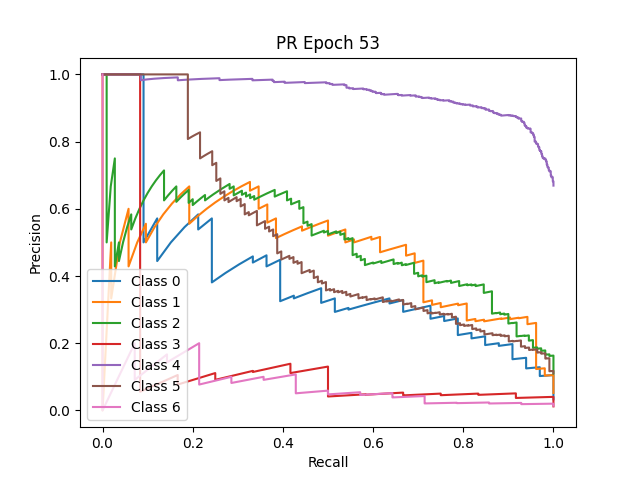 PR Epoch 53
Precision
1.0
0.8
0.6
0.4
0.2
0.0
Class 0
Class 1
Class 2
Class 3
Class 4
Class 5
Class 6
0.0 0.2 0.4 0.6 0.8 1.0
Recall